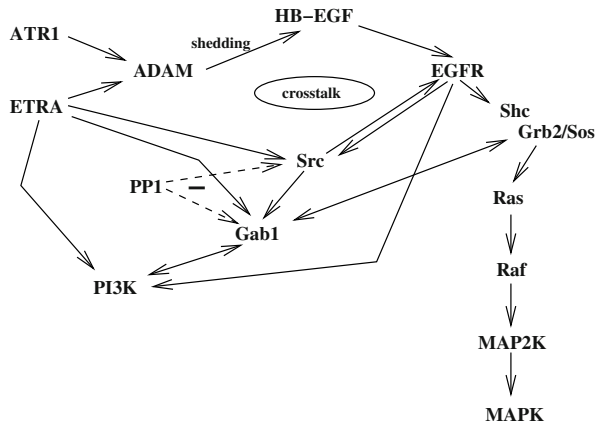 HB–EGF
ATR1
shedding
ADAM
EGFR
crosstalk
ETRA
Shc
Grb2/Sos
Src
PP1
–
Ras
Gab1
Raf
PI3K
MAP2K
MAPK